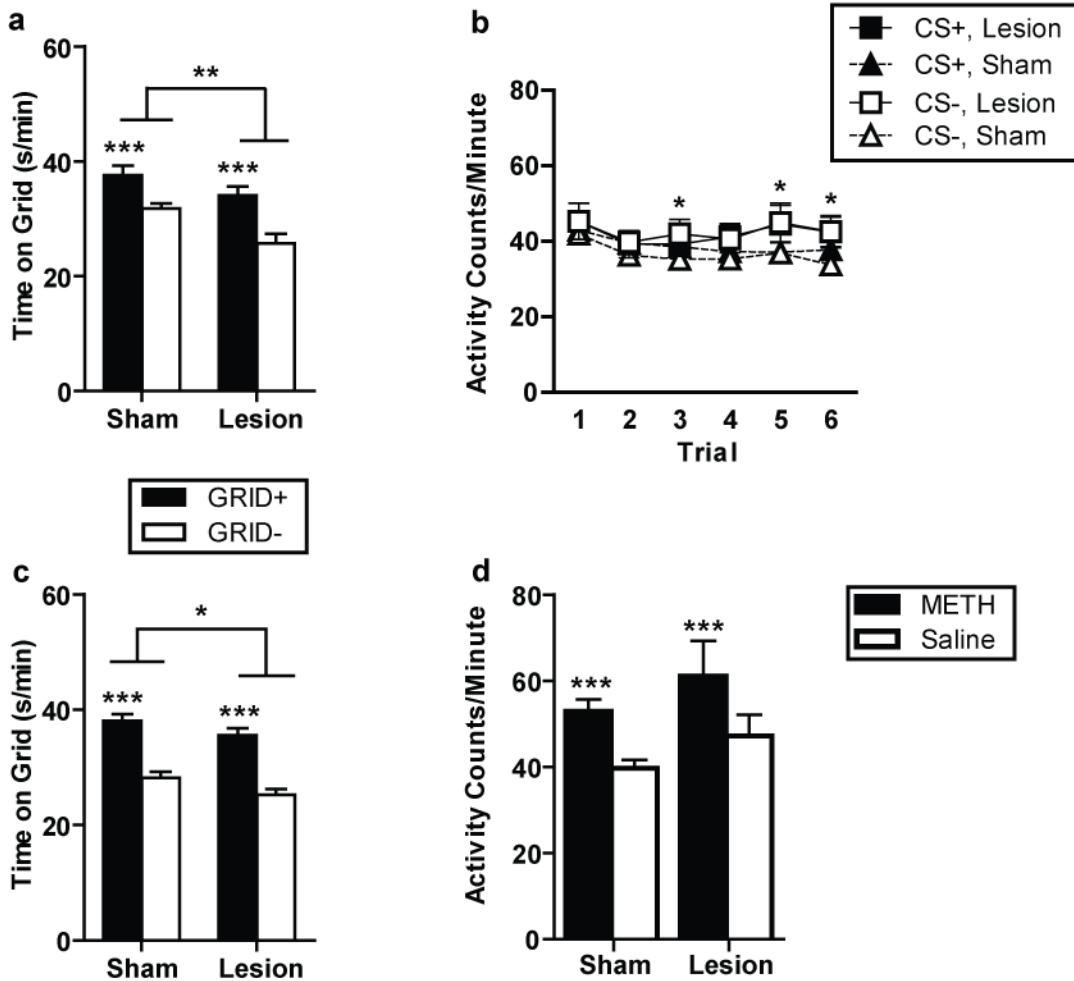 a
60
40
20
0
Time on Grid (s/min)
**
***
***
Sham Lesion
b
CS+, Lesion
CS+, Sham
CS-, Lesion
CS-, Sham
80
60
40
20
0
Activity Counts/Minute
* * *
1 2 3 4 5 6
Trial
GRID+
GRID-
c
60
40
20
0
Time on Grid (s/min)
*
***
***
Sham Lesion
d
METH
Saline
80
60
40
20
0
Activity Counts/Minute
***
***
Sham Lesion